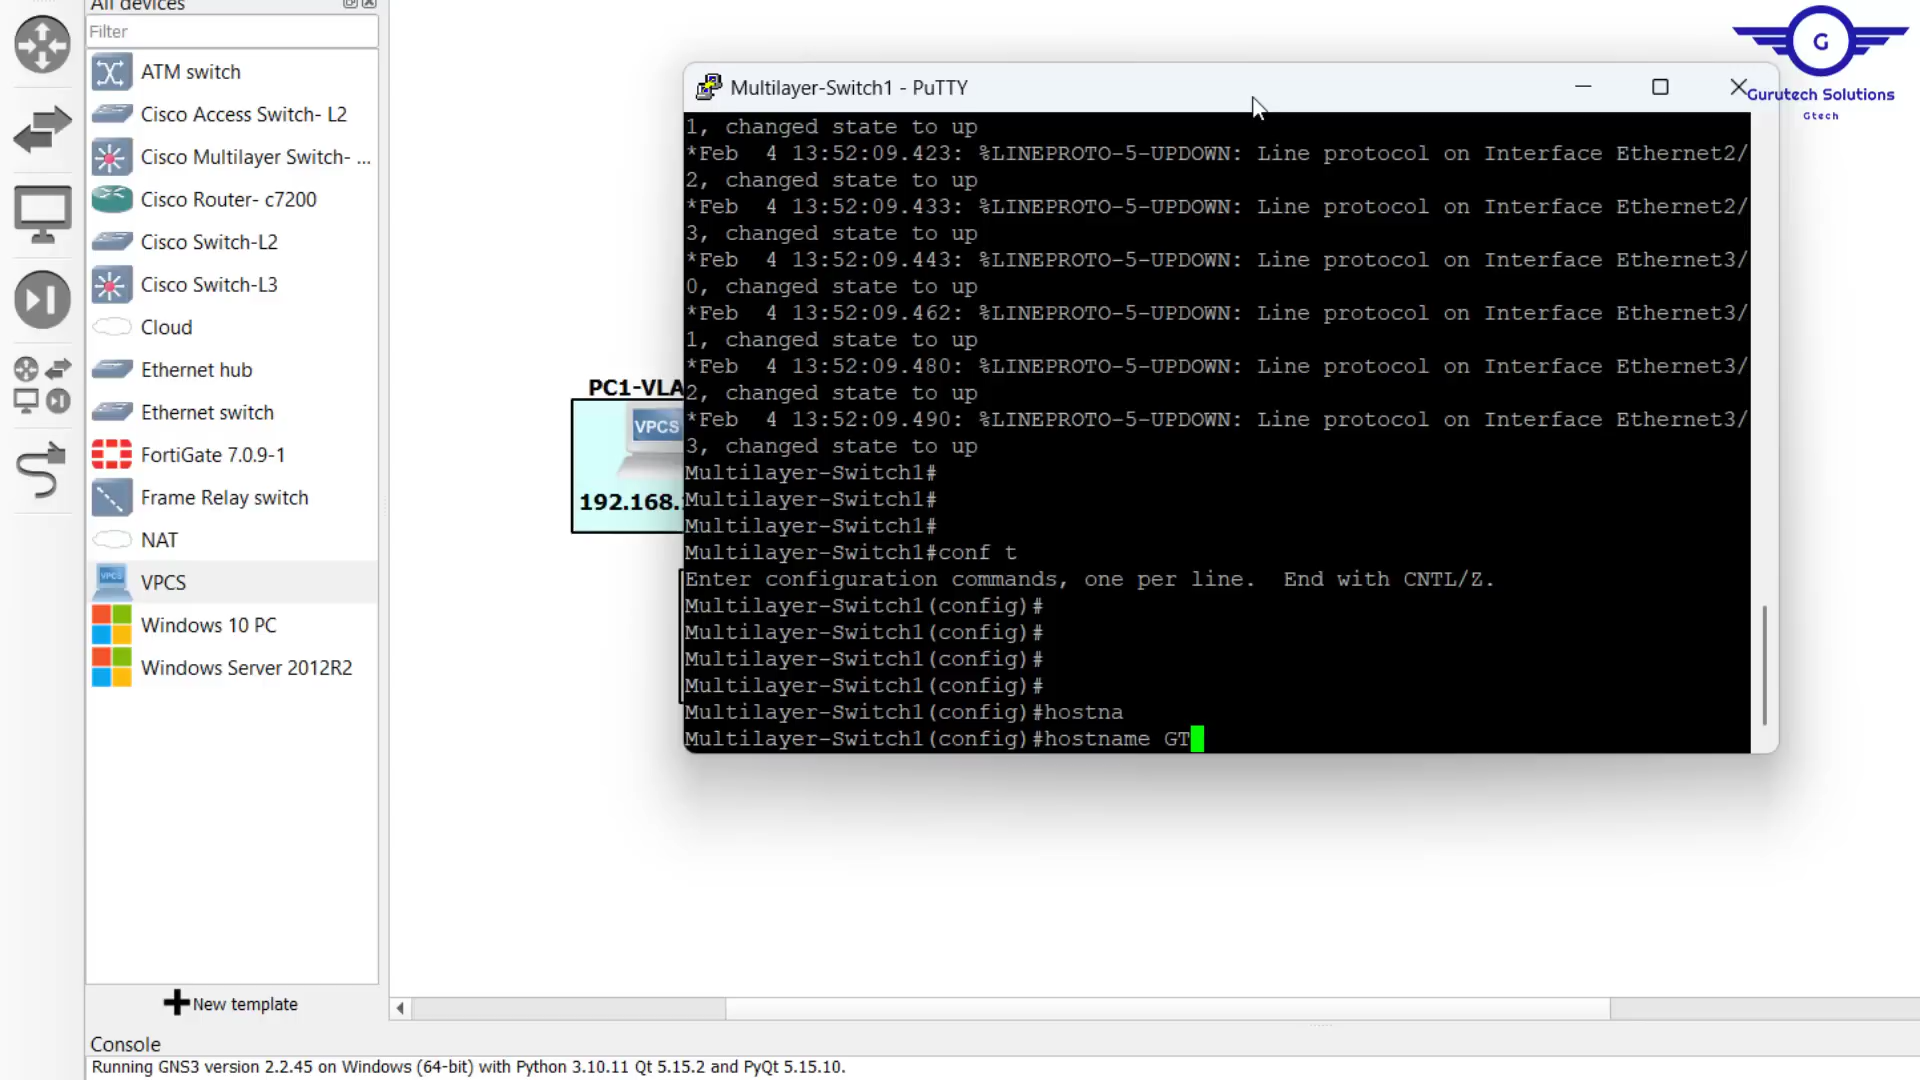 All devices
Filter
ATM switch
Cisco Access Switch- L2
Cisco Multilayer Switch- ...
Cisco Router- c7200
Cisco Switch-L2
Cisco Switch-L3
Cloud
Ethernet hub
Ethernet switch
FortiGate 7.0.9-1
Frame Relay switch
NAT
VPCS
VPCS
Windows 10 PC
Windows Server 2012R2
New template
PC1-VLA
VPCS
192.168.
Multilayer-Switch1 - PuTTY
1, changed state to up
*Feb  4 13:52:09.423: %LINEPROTO-5-UPDOWN: Line protocol on Interface Ethernet2/
2, changed state to up
*Feb  4 13:52:09.433: %LINEPROTO-5-UPDOWN: Line protocol on Interface Ethernet2/
3, changed state to up
*Feb  4 13:52:09.443: %LINEPROTO-5-UPDOWN: Line protocol on Interface Ethernet3/
0, changed state to up
*Feb  4 13:52:09.462: %LINEPROTO-5-UPDOWN: Line protocol on Interface Ethernet3/
1, changed state to up
*Feb  4 13:52:09.480: %LINEPROTO-5-UPDOWN: Line protocol on Interface Ethernet3/
2, changed state to up
*Feb  4 13:52:09.490: %LINEPROTO-5-UPDOWN: Line protocol on Interface Ethernet3/
3, changed state to up
Multilayer-Switch1#
Multilayer-Switch1#
Multilayer-Switch1#
Multilayer-Switch1#conf t
Enter configuration commands, one per line.  End with CNTL/Z.
Multilayer-Switch1(config)#
Multilayer-Switch1(config)#
Multilayer-Switch1(config)#
Multilayer-Switch1(config)#
Multilayer-Switch1(config)#hostna
Multilayer-Switch1(config)#hostname GT
G
Gurutech Solutions
Gtech
Console
Running GNS3 version 2.2.45 on Windows (64-bit) with Python 3.10.11 Qt 5.15.2 and PyQt 5.15.10.